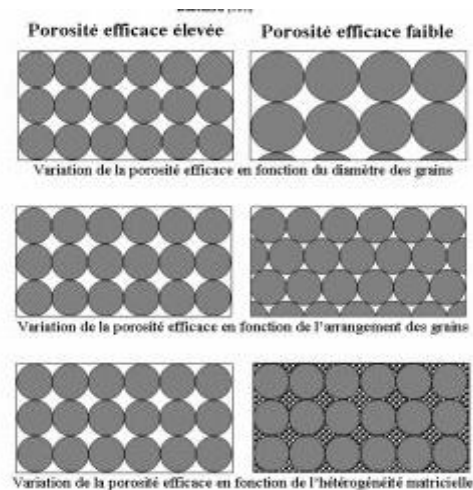 Porosité efficace élevée Porosité efficace faible
Variation de la porosité efficace en fonction du diamètre des grains
Variation de la porosité efficace en fonction de l'arrangement des grains
Variation de la porosité efficace en fonction de l'hétérogénéité matricielle